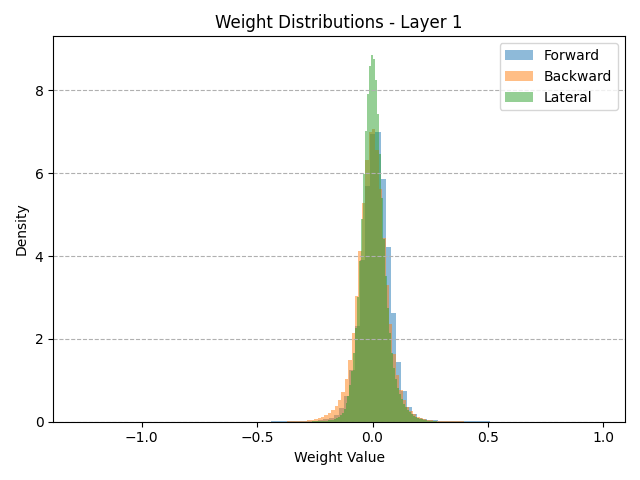 Weight Distributions - Layer 1
Forward
Backward
Lateral
Density
8
6
4
2
0
−1.0
−0.5
0.0
0.5
1.0
Weight Value